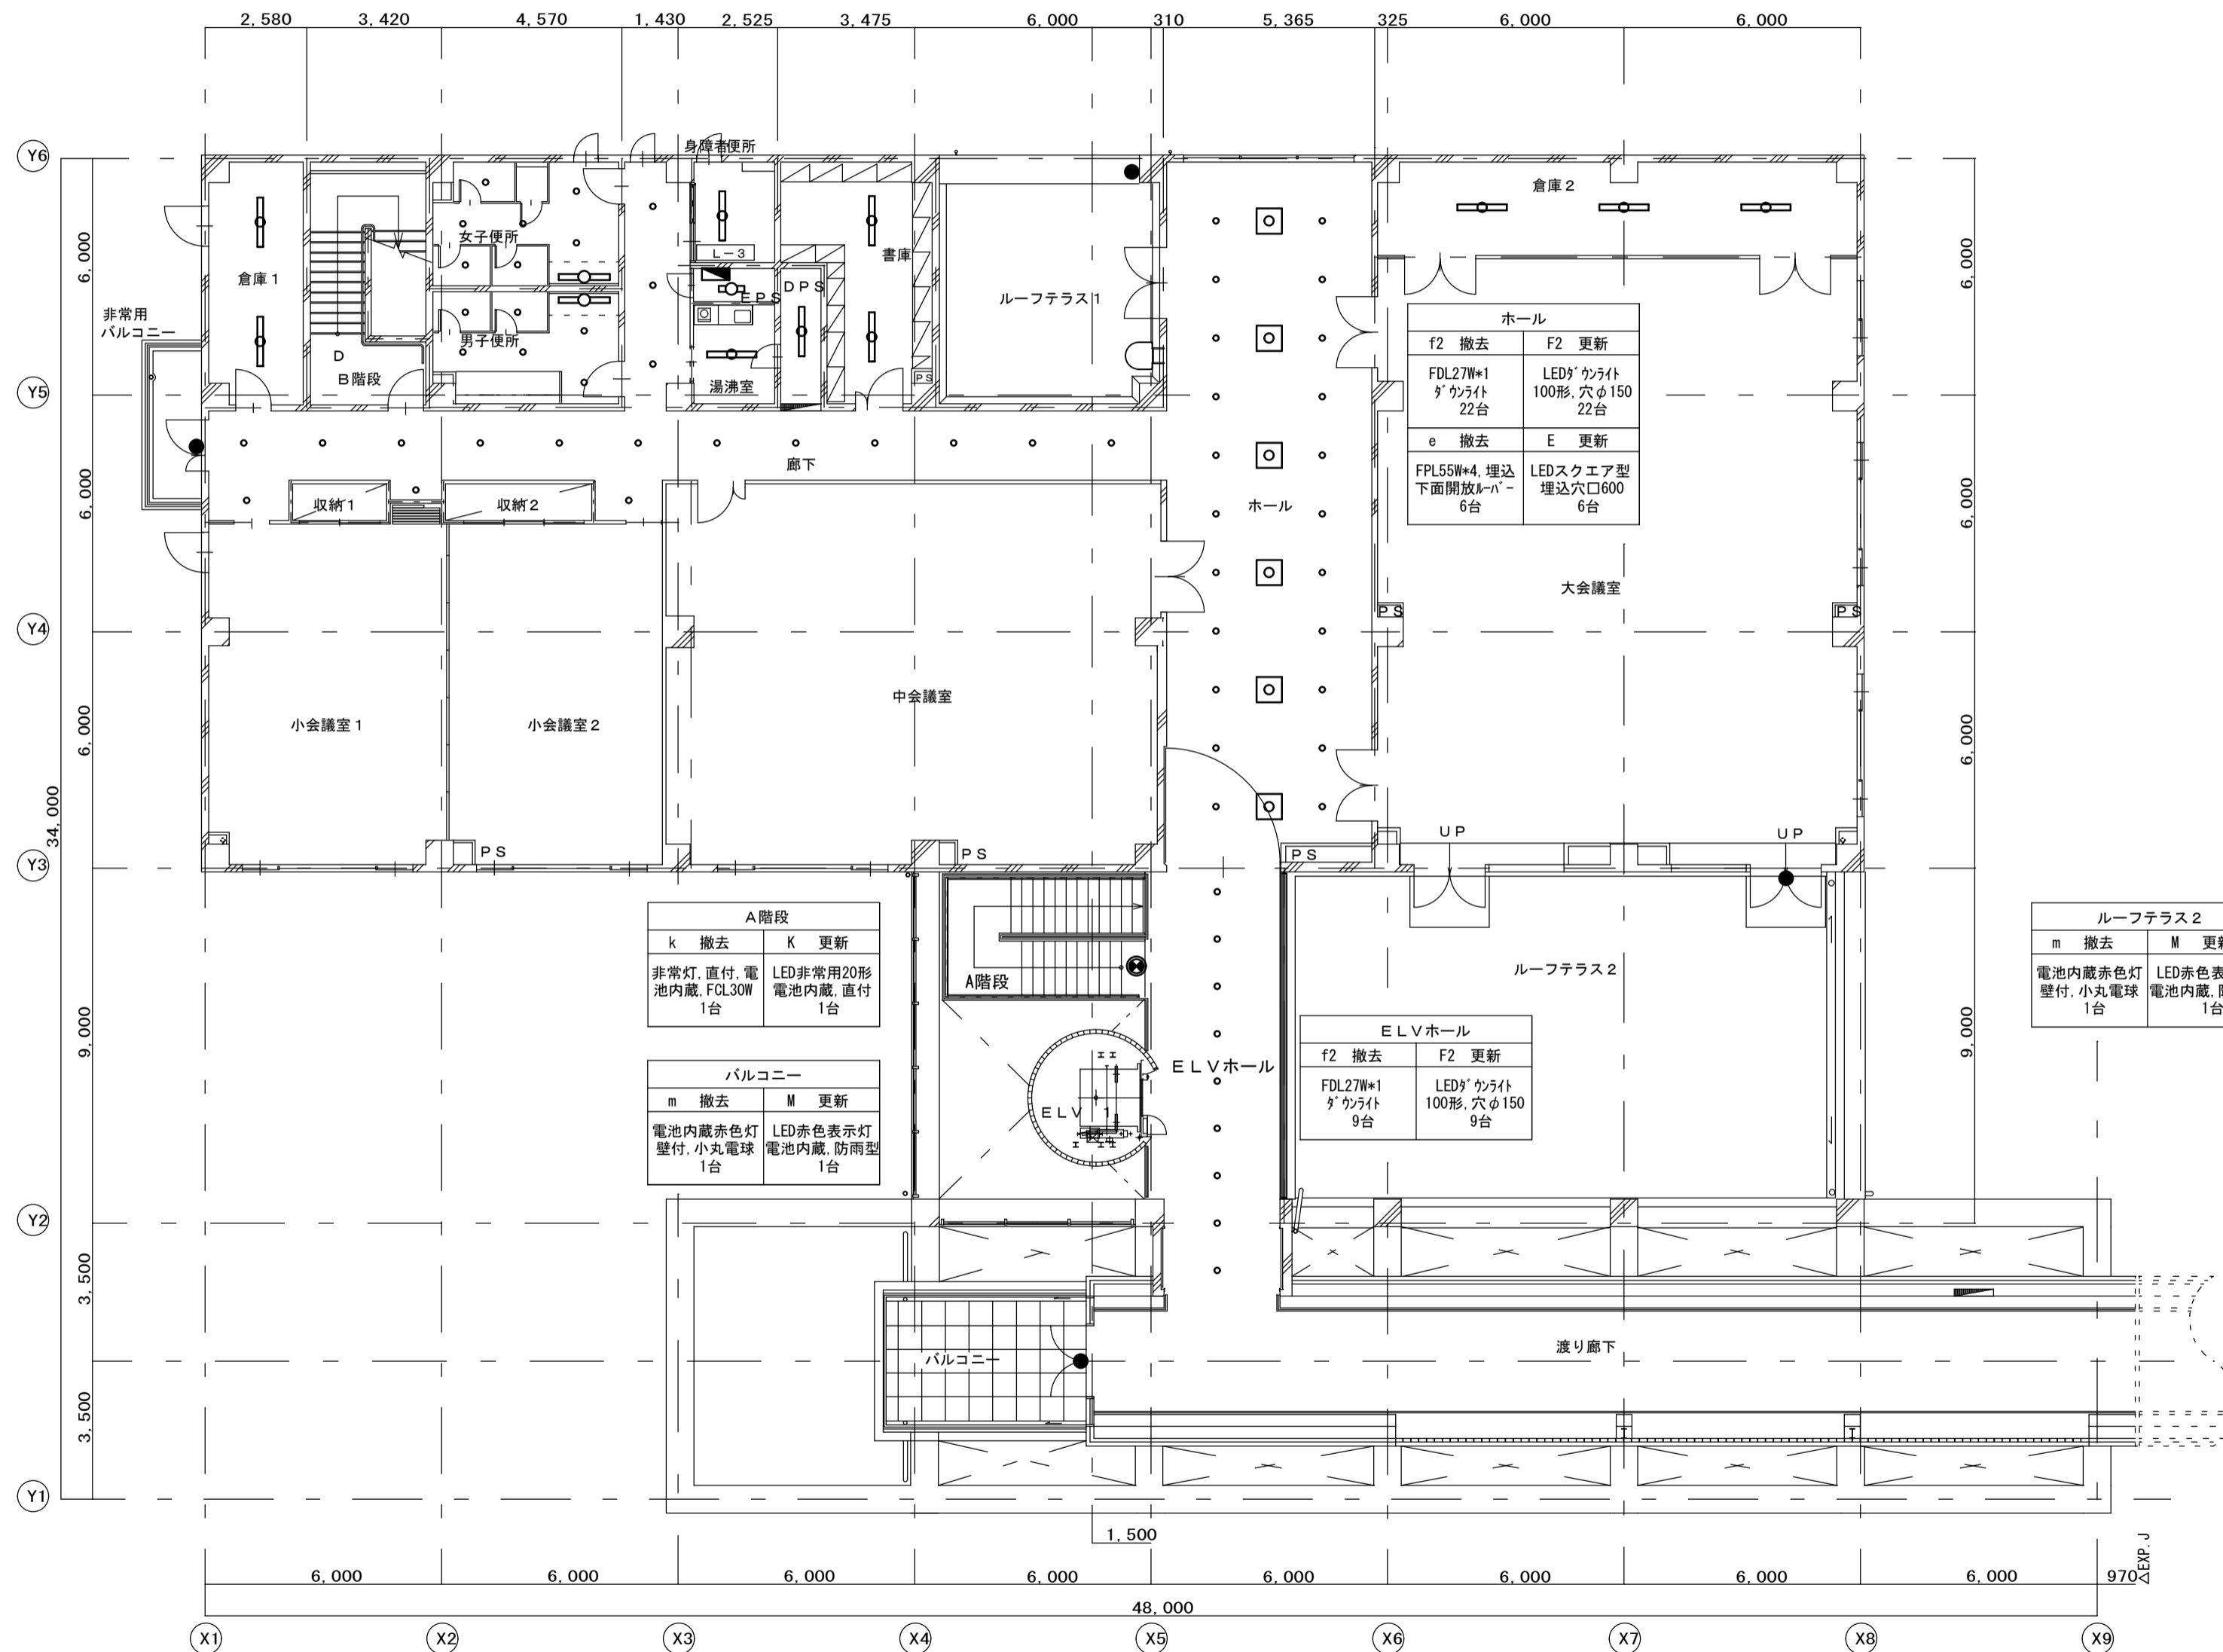 2,580 3,420 4,570 1,430 2,525 3,475 6,000 310 5,365 325 6,000 6,000
Y6
身障者便所
倉庫2
女子便所
L-3
書庫
6,000
6,000
倉庫1
EPS
DPS
ルーフテラス1
非常用
バルコニー
男子便所
D
B階段
湯沸室
PS
Y5
ホール
f2 撤去 F2 更新
FDL27W*1 LEDダウンライト
ダウンライト 100形,穴φ150
22台 22台
e 撤去 E 更新
FPL55W*4,埋込 LEDスクエア型
下面開放ルーバー 埋込穴口600
6台 6台
廊下
収納1 収納2
ホール
6,000
6,000
大会議室
PS PS
Y4
中会議室
小会議室1 小会議室2
6,000
6,000
34,000
UP UP
PS PS PS
Y3
A階段
k 撤去 K 更新
非常灯,直付,電 LED非常用20形
池内蔵,FCL30W 電池内蔵,直付
1台 1台
A階段
ルーフテラス2
ルーフテラス2
m 撤去 M 更
電池内蔵赤色灯 LED赤色表
壁付,小丸電球 電池内蔵,
1台 1台
9,000
9,000
ELVホール
ELVホール
f2 撤去 F2 更新
FDL27W*1 LEDダウンライト
ダウンライト 100形,穴φ150
9台 9台
バルコニー
m 撤去 M 更新
電池内蔵赤色灯 LED赤色表示灯
壁付,小丸電球 電池内蔵,防雨型
1台 1台
ELV 1
Y2
3,500
渡り廊下
バルコニー
3,500
Y1
1,500
6,000 6,000 6,000 6,000 6,000 6,000 6,000 6,000 970
△EXP.J
48,000
X1 X2 X3 X4 X5 X6 X7 X8 X9